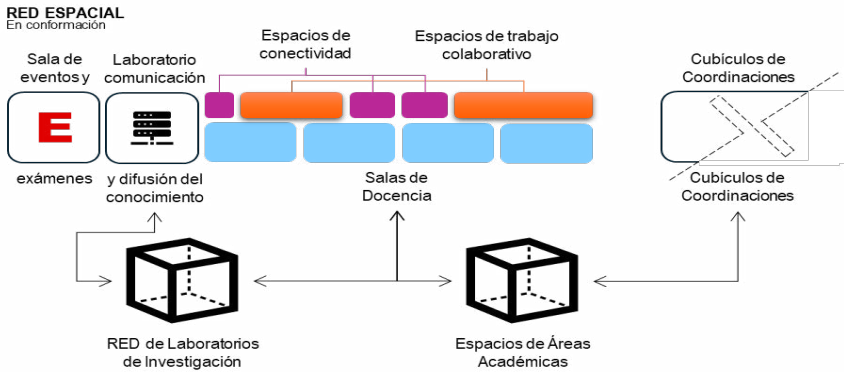 RED ESPACIAL
En conformación
Sala de
eventos y
E
exámenes
Laboratorio
comunicación
y difusión del
conocimiento
Espacios de
conectividad
Espacios de trabajo
colaborativo
Salas de
Docencia
Cubículos de
Coordinaciones
Cubículos de
Coordinaciones
RED de Laboratorios
de Investigación
Espacios de Áreas
Académicas